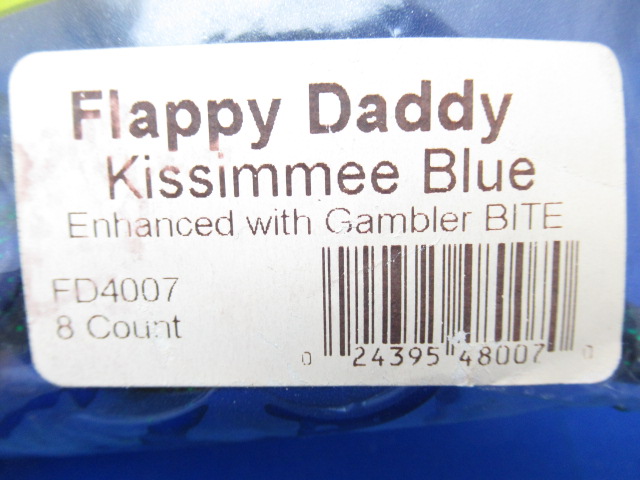 Flappy Daddy
Kissimmee Blue
Enhanced with Gambler BITE
FD4007
8 Count
0 24395 48007 0